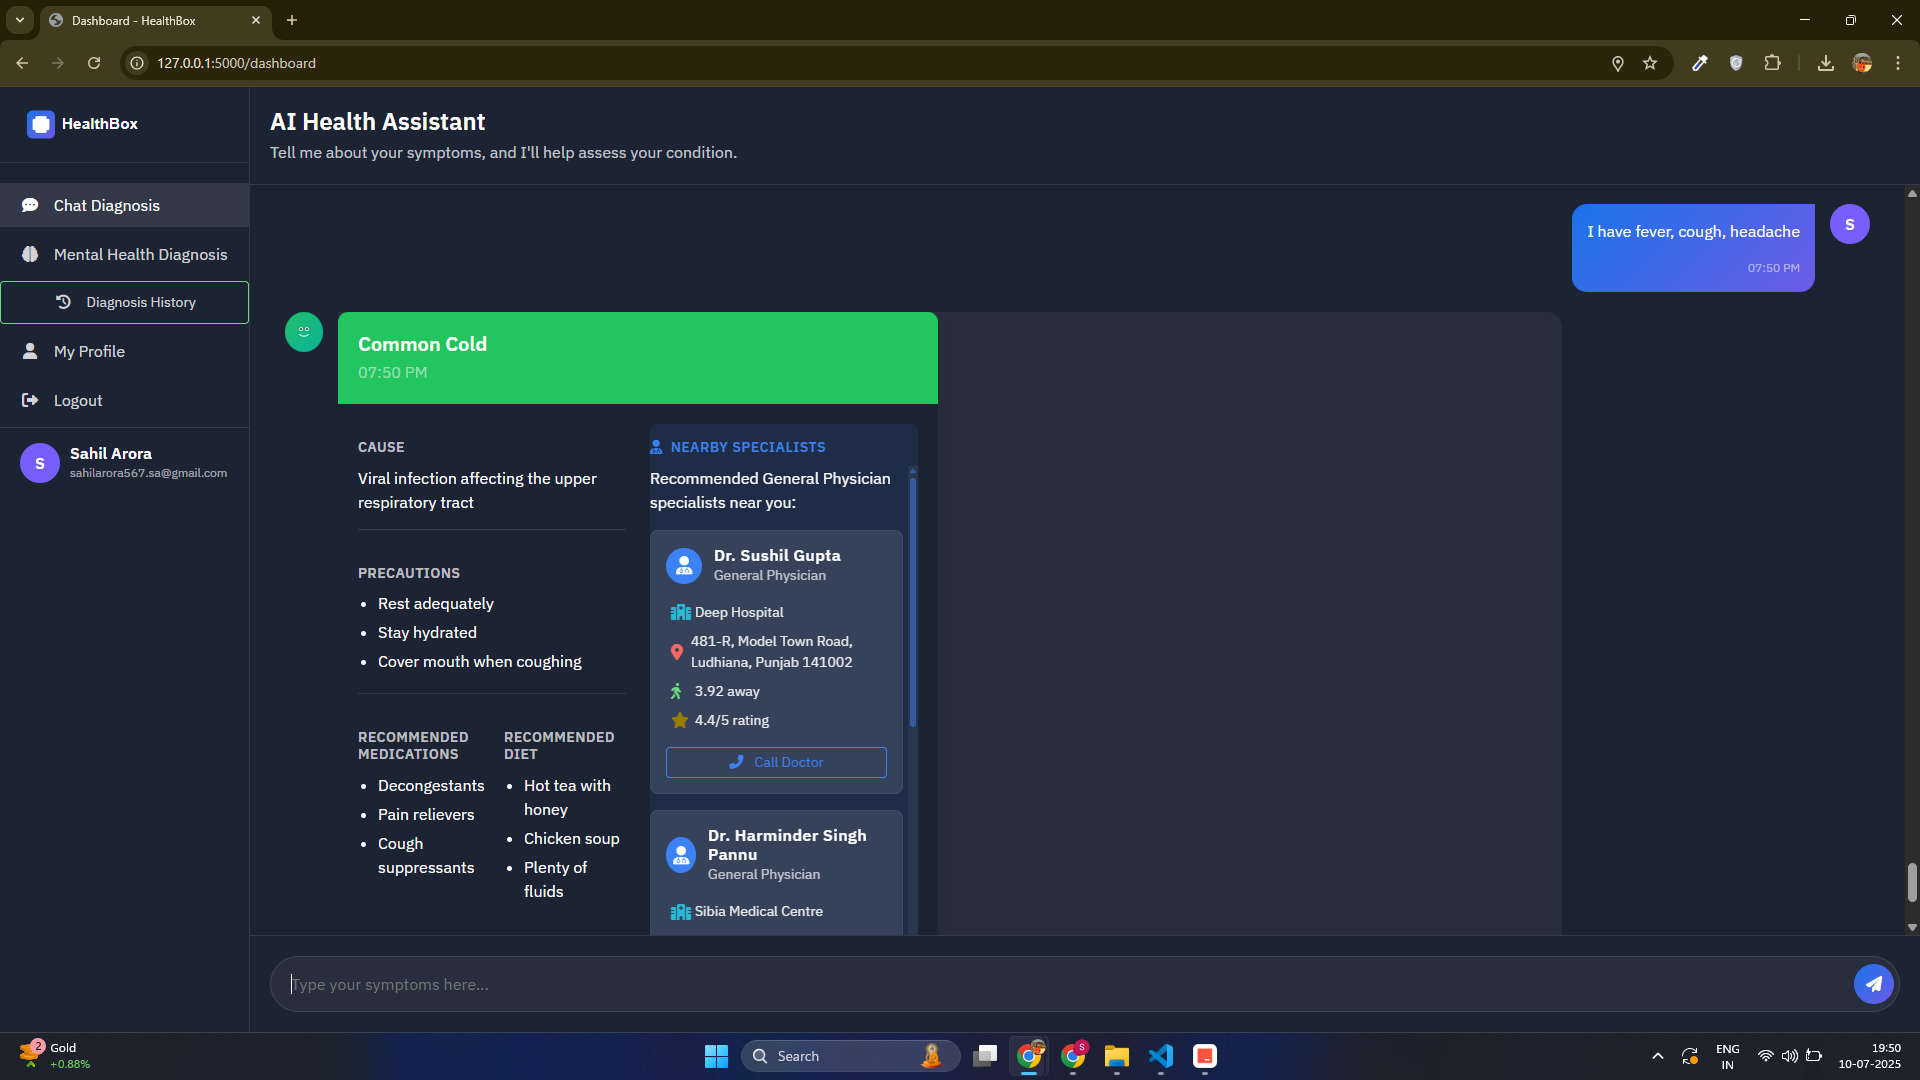 Dashboard - HealthBox
127.0.0.1:5000/dashboard
HealthBox
Chat Diagnosis
Mental Health Diagnosis
Diagnosis History
My Profile
Logout
S
Sahil Arora
sahilarora567.sa@gmail.com
AI Health Assistant
Tell me about your symptoms, and I'll help assess your condition.
I have fever, cough, headache
07:50 PM
S
Common Cold
07:50 PM
CAUSE
Viral infection affecting the upper
respiratory tract
PRECAUTIONS
Rest adequately
Stay hydrated
Cover mouth when coughing
RECOMMENDED
MEDICATIONS
Decongestants
Pain relievers
Cough
suppressants
RECOMMENDED
DIET
Hot tea with
honey
Chicken soup
Plenty of
fluids
NEARBY SPECIALISTS
Recommended General Physician
specialists near you:
Dr. Sushil Gupta
General Physician
Deep Hospital
481-R, Model Town Road,
Ludhiana, Punjab 141002
3.92 away
4.4/5 rating
Call Doctor
Dr. Harminder Singh
Pannu
General Physician
Sibia Medical Centre
Type your symptoms here...
2
Gold
+0.88%
Search
S
ENG
IN
19:50
10-07-2025